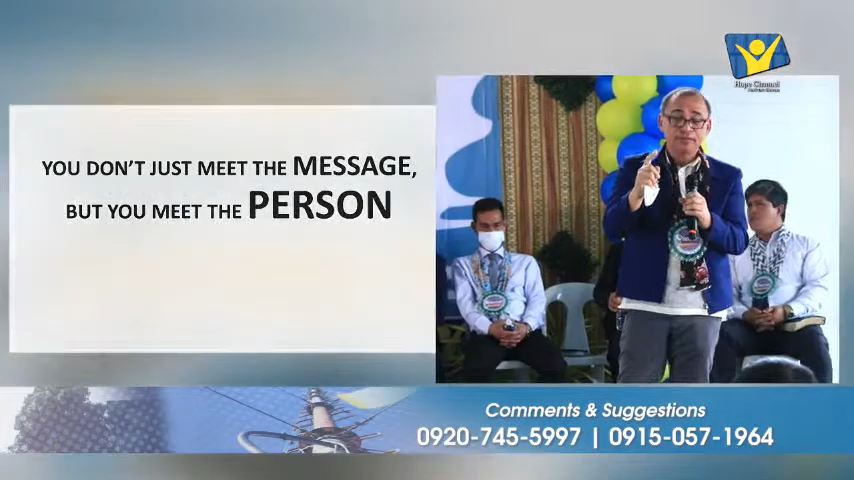 Hope Channel
YOU DON'T JUST MEET THE MESSAGE,
BUT YOU MEET THE PERSON
Comments & Suggestions
0920-745-5997 | 0915-057-1964